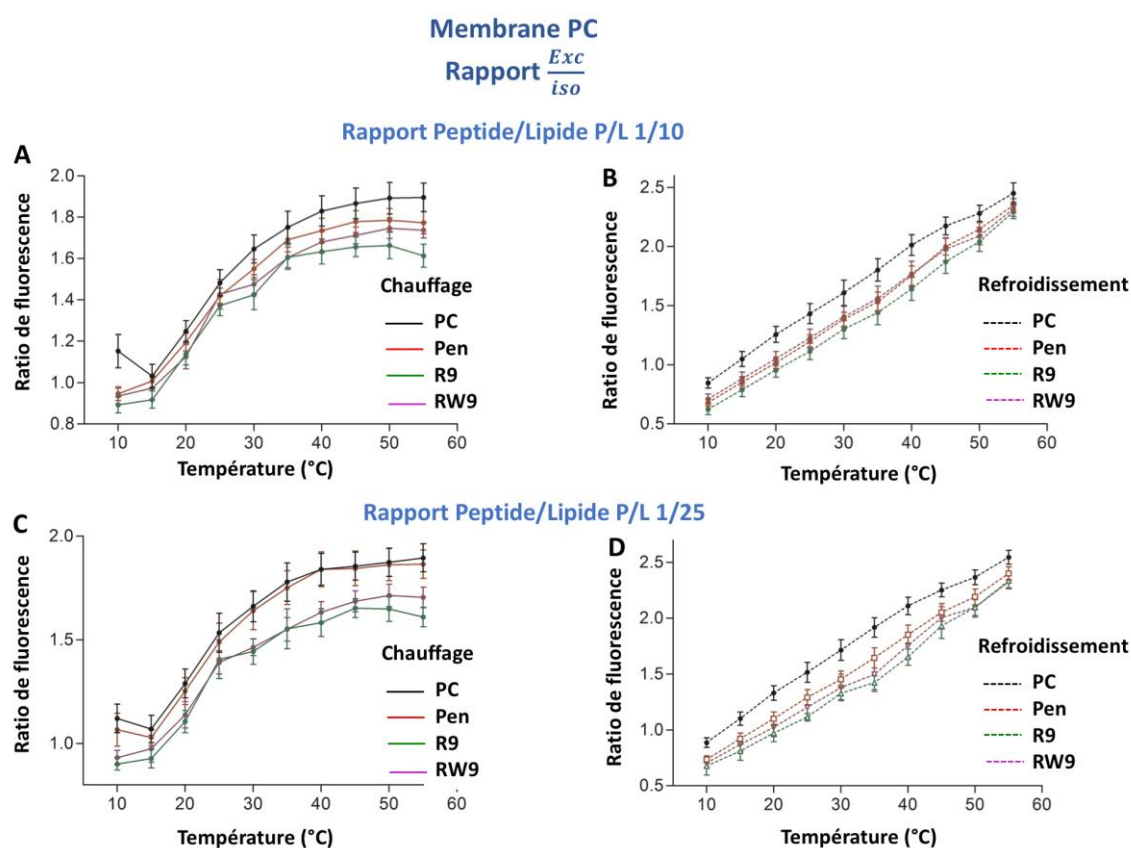 Membrane PC
Rapport Exc/iso
Rapport Peptide/Lipide P/L 1/10
A
Ratio de fluorescence
2.0
1.8
1.6
1.4
1.2
1.0
0.8
10
20
30
40
50
60
Température (°C)
Chauffage
PC
Pen
R9
RW9
B
Ratio de fluorescence
2.5
2.0
1.5
1.0
0.5
10
20
30
40
50
60
Température (°C)
Refroidissement
PC
Pen
R9
RW9
Rapport Peptide/Lipide P/L 1/25
C
Ratio de fluorescence
2.0
1.5
1.0
10
20
30
40
50
60
Température (°C)
Chauffage
PC
Pen
R9
RW9
D
Ratio de fluorescence
2.5
2.0
1.5
1.0
0.5
10
20
30
40
50
60
Température (°C)
Refroidissement
PC
Pen
R9
RW9